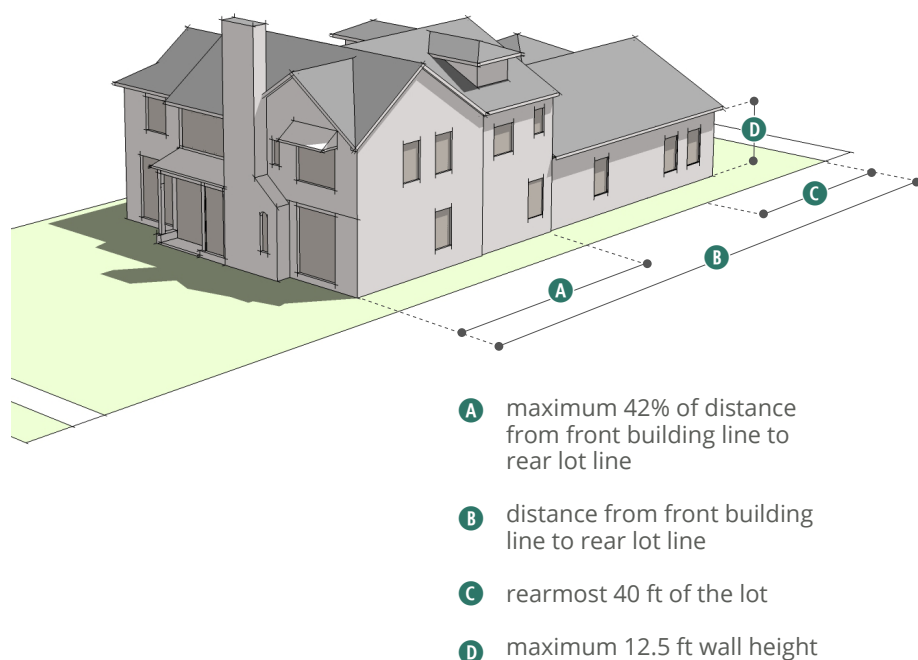 D
C
B
A
A maximum 42% of distance
from front building line to
rear lot line
B distance from front building
line to rear lot line
C rearmost 40 ft of the lot
D maximum 12.5 ft wall height